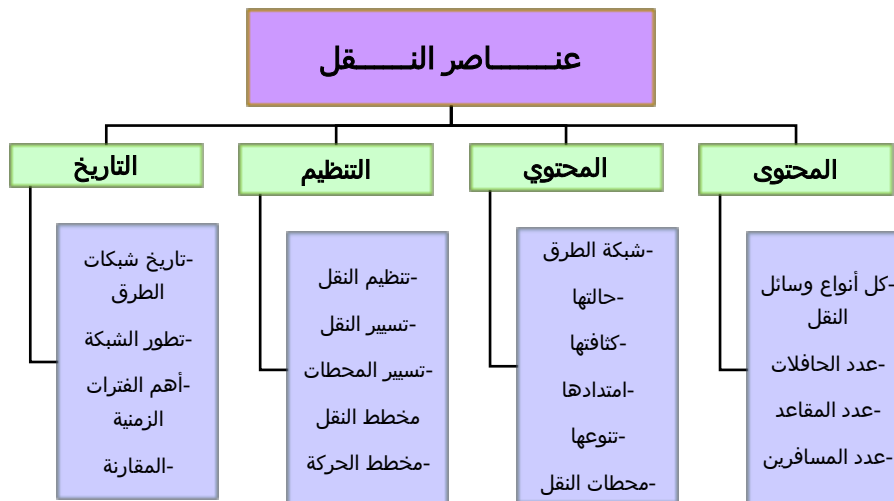 عنـــــــاصر النـــــــقل
المحتوى
المحتوي
التنظيم
التاريخ
-كل أنواع وسائل
النقل
-عدد الحافلات
-عدد المقاعد
-عدد المسافرين
-شبكة الطرق
-حالتها
-كثافتها
-امتدادها
-تنوعها
-محطات النقل
-تنظيم النقل
-تسيير النقل
-تسيير المحطات
مخطط النقل
-مخطط الحركة
-تاريخ شبكات
الطرق
-تطور الشبكة
-أهم الفترات
الزمنية
-المقارنة